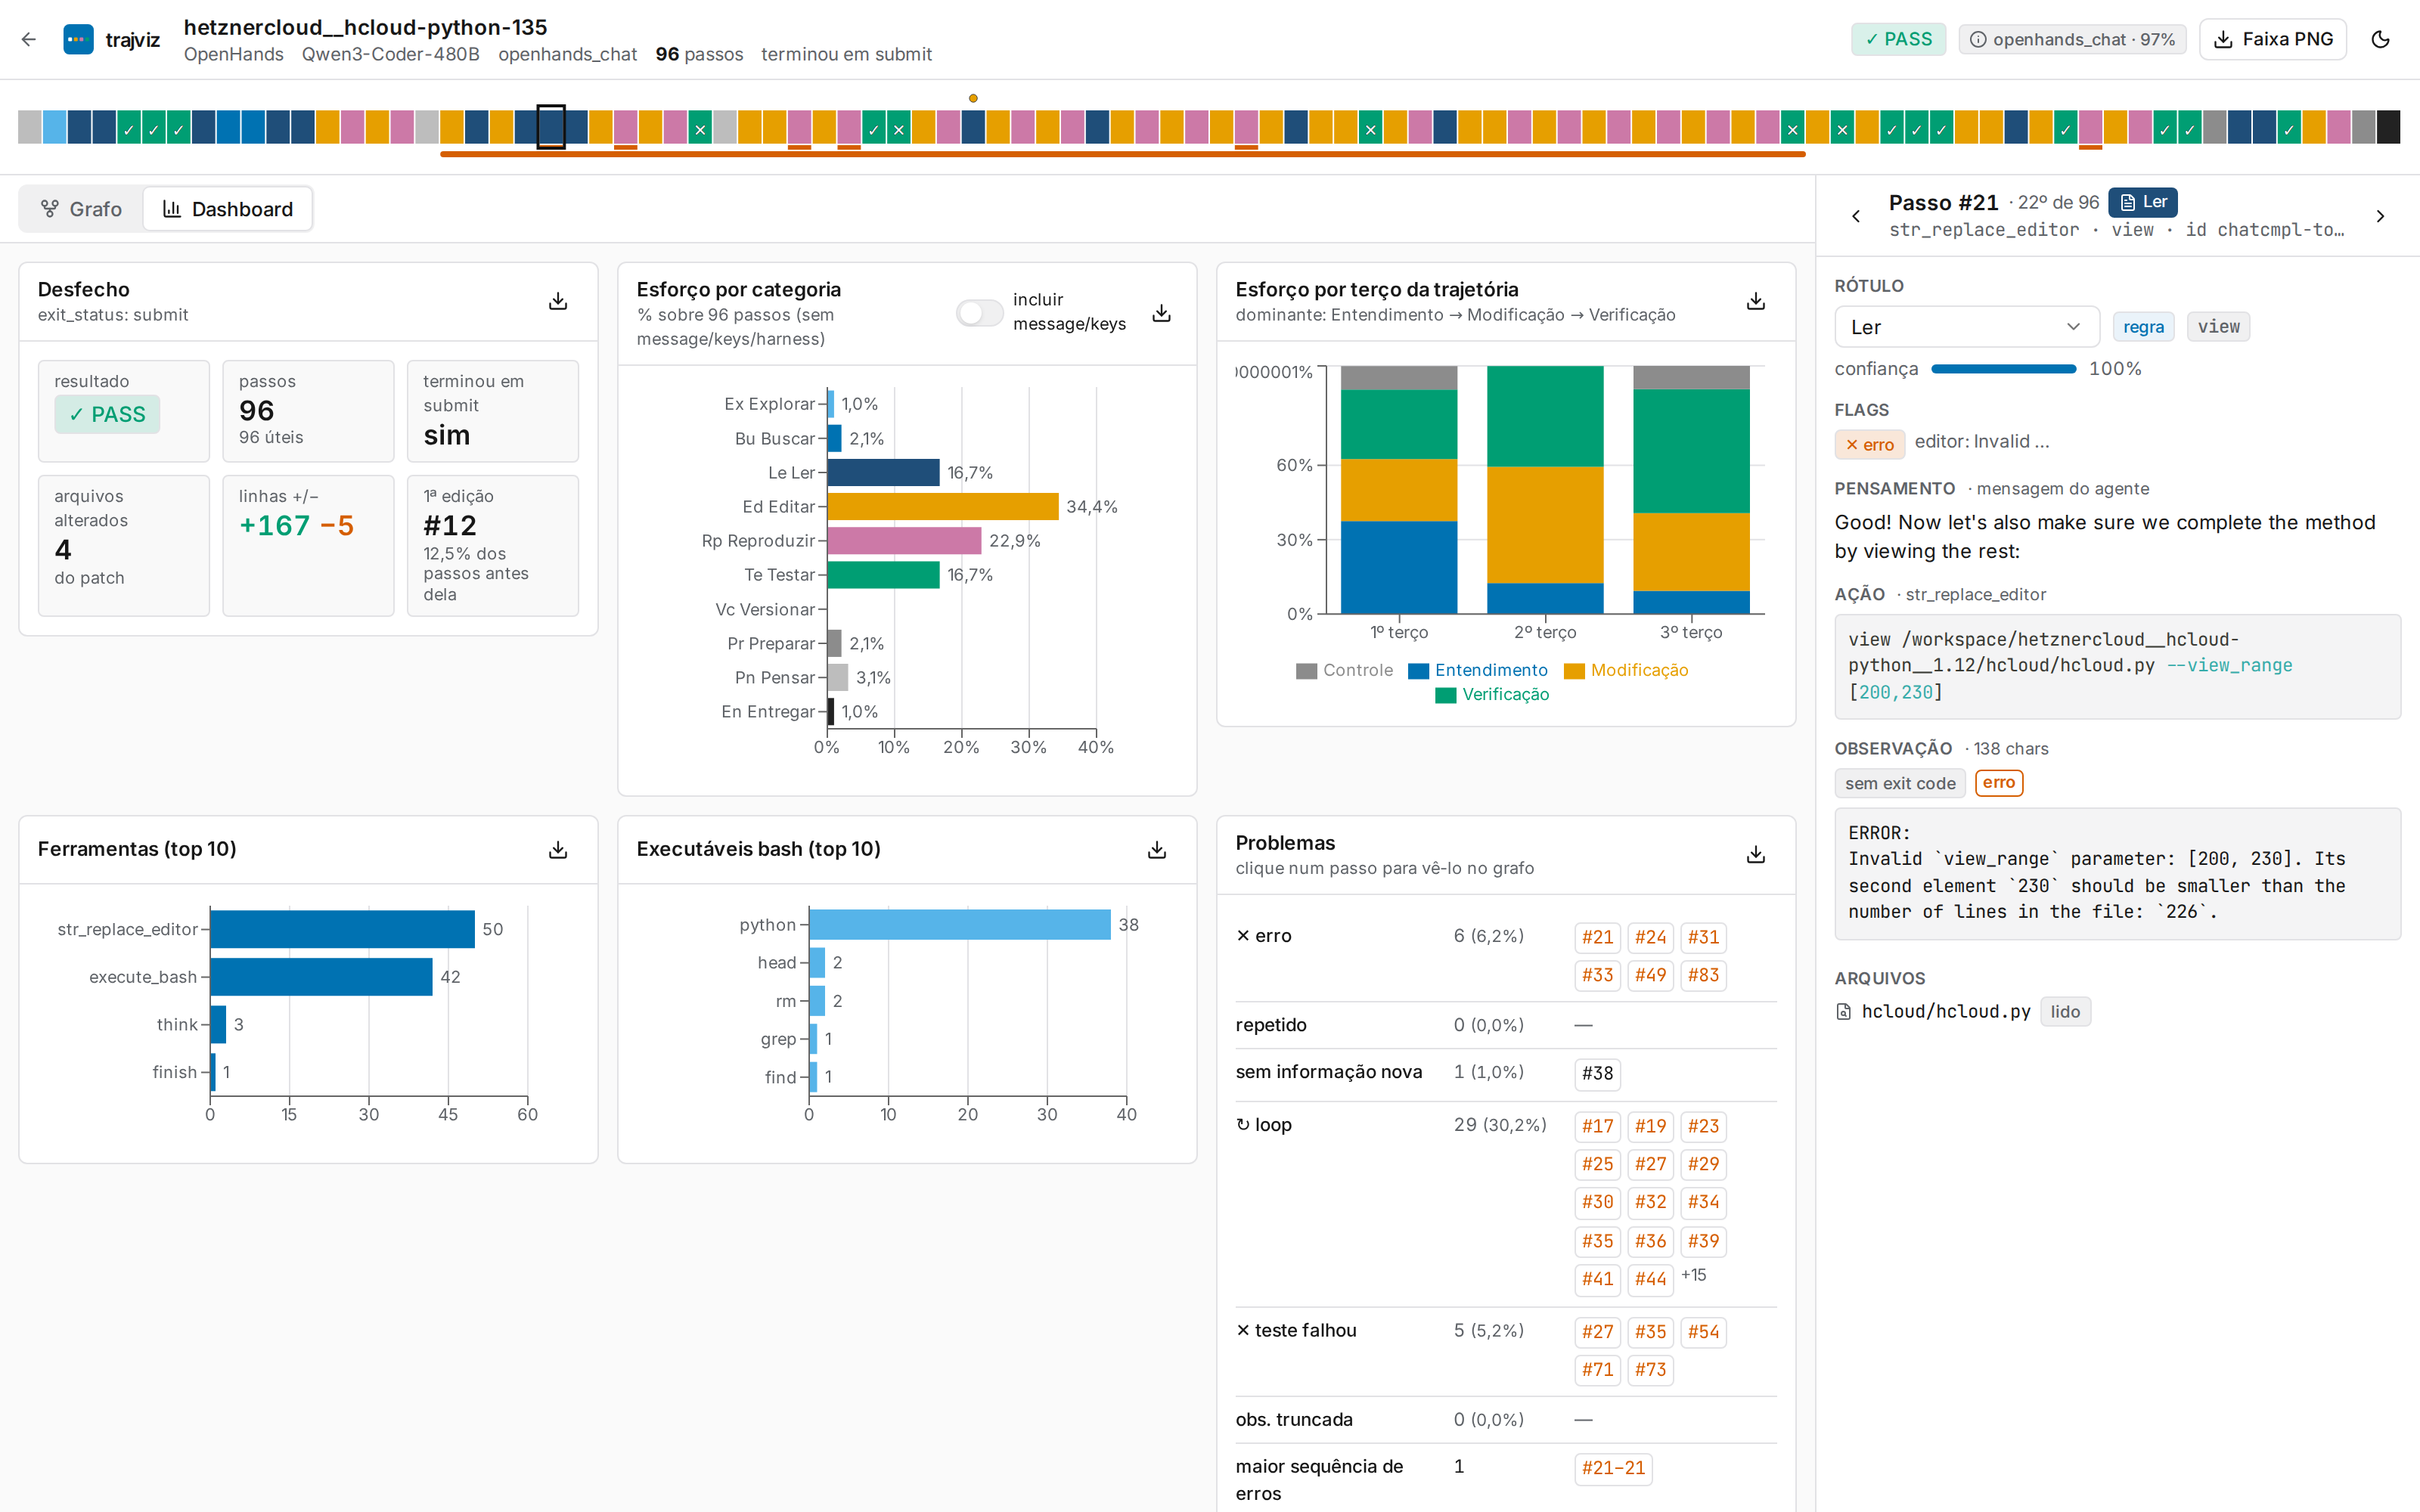 trajviz
hetznercloud__hcloud-python-135
OpenHands Qwen3-Coder-480B openhands_chat 96 passos terminou em submit
✓ PASS
openhands_chat · 97%
Faixa PNG
Grafo
Dashboard
Desfecho
exit_status: submit
resultado
✓ PASS
passos
96
96 úteis
terminou em
submit
sim
arquivos
alterados
4
do patch
linhas +/−
+167 −5
1ª edição
#12
12,5% dos
passos antes
dela
Esforço por categoria
% sobre 96 passos (sem
message/keys/harness)
incluir
message/keys
Ex Explorar 1,0%
Bu Buscar 2,1%
Le Ler 16,7%
Ed Editar 34,4%
Rp Reproduzir 22,9%
Te Testar 16,7%
Vc Versionar
Pr Preparar 2,1%
Pn Pensar 3,1%
En Entregar 1,0%
0% 10% 20% 30% 40%
Esforço por terço da trajetória
dominante: Entendimento → Modificação → Verificação
0000001%
60%
30%
0%
1º terço 2º terço 3º terço
Controle Entendimento Modificação
Verificação
Ferramentas (top 10)
str_replace_editor 50
execute_bash 42
think 3
finish 1
0 15 30 45 60
Executáveis bash (top 10)
python 38
head 2
rm 2
grep 1
find 1
0 10 20 30 40
Problemas
clique num passo para vê-lo no grafo
✕ erro 6 (6,2%) #21 #24 #31
#33 #49 #83
repetido 0 (0,0%) —
sem informação nova 1 (1,0%) #38
↻ loop 29 (30,2%) #17 #19 #23
#25 #27 #29
#30 #32 #34
#35 #36 #39
#41 #44 +15
✕ teste falhou 5 (5,2%) #27 #35 #54
#71 #73
obs. truncada 0 (0,0%) —
maior sequência de
erros
1 #21–21
Passo #21 · 22º de 96 Ler
str_replace_editor · view · id chatcmpl-to…
RÓTULO
Ler
regra
view
confiança 100%
FLAGS
✕ erro editor: Invalid ...
PENSAMENTO · mensagem do agente
Good! Now let's also make sure we complete the method
by viewing the rest:
AÇÃO · str_replace_editor
view /workspace/hetznercloud__hcloud-
python__1.12/hcloud/hcloud.py --view_range
[200,230]
OBSERVAÇÃO · 138 chars
sem exit code erro
ERROR:
Invalid `view_range` parameter: [200, 230]. Its
second element `230` should be smaller than the
number of lines in the file: `226`.
ARQUIVOS
hcloud/hcloud.py lido